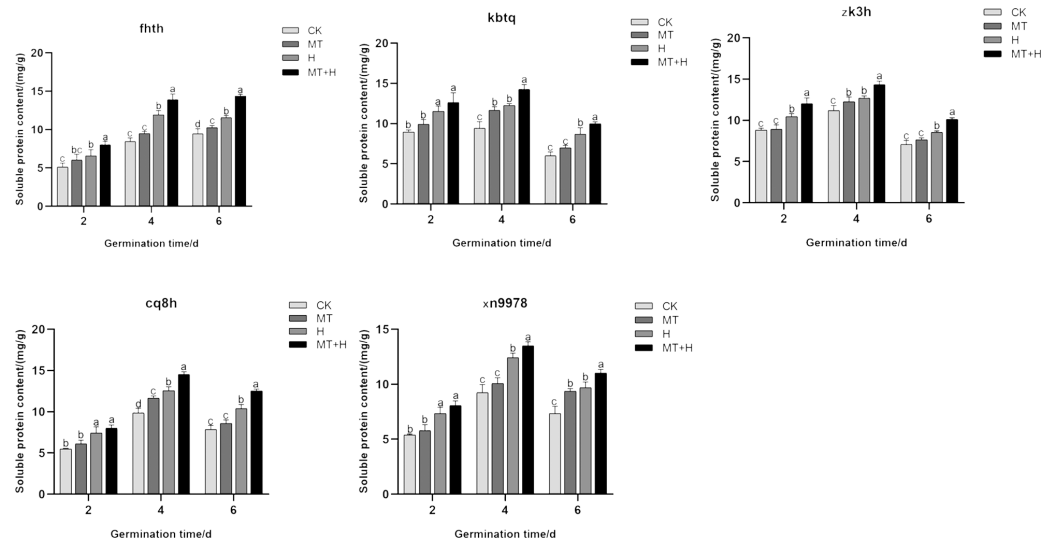 fhth
CK
MT
H
MT+H
Soluble protein content/(mg/g)
20
15
10
5
0
c
bc
b
a
c
c
b
a
d
c
b
a
2
4
6
Germination time/d
kbtq
CK
MT
H
MT+H
Soluble protein content/(mg/g)
20
15
10
5
0
b
b
a
a
c
b
b
a
c
c
b
a
2
4
6
Germination time/d
zk3h
CK
MT
H
MT+H
Soluble protein content/(mg/g)
20
15
10
5
0
c
c
b
a
c
b
b
a
c
c
b
a
2
4
6
Germination time/d
cq8h
CK
MT
H
MT+H
Soluble protein content/(mg/g)
20
15
10
5
0
b
b
a
a
d
c
b
a
c
c
b
a
2
4
6
Germination time/d
xn9978
CK
MT
H
MT+H
Soluble protein content/(mg/g)
15
10
5
0
b
b
a
a
c
c
b
a
c
b
b
a
2
4
6
Germination time/d